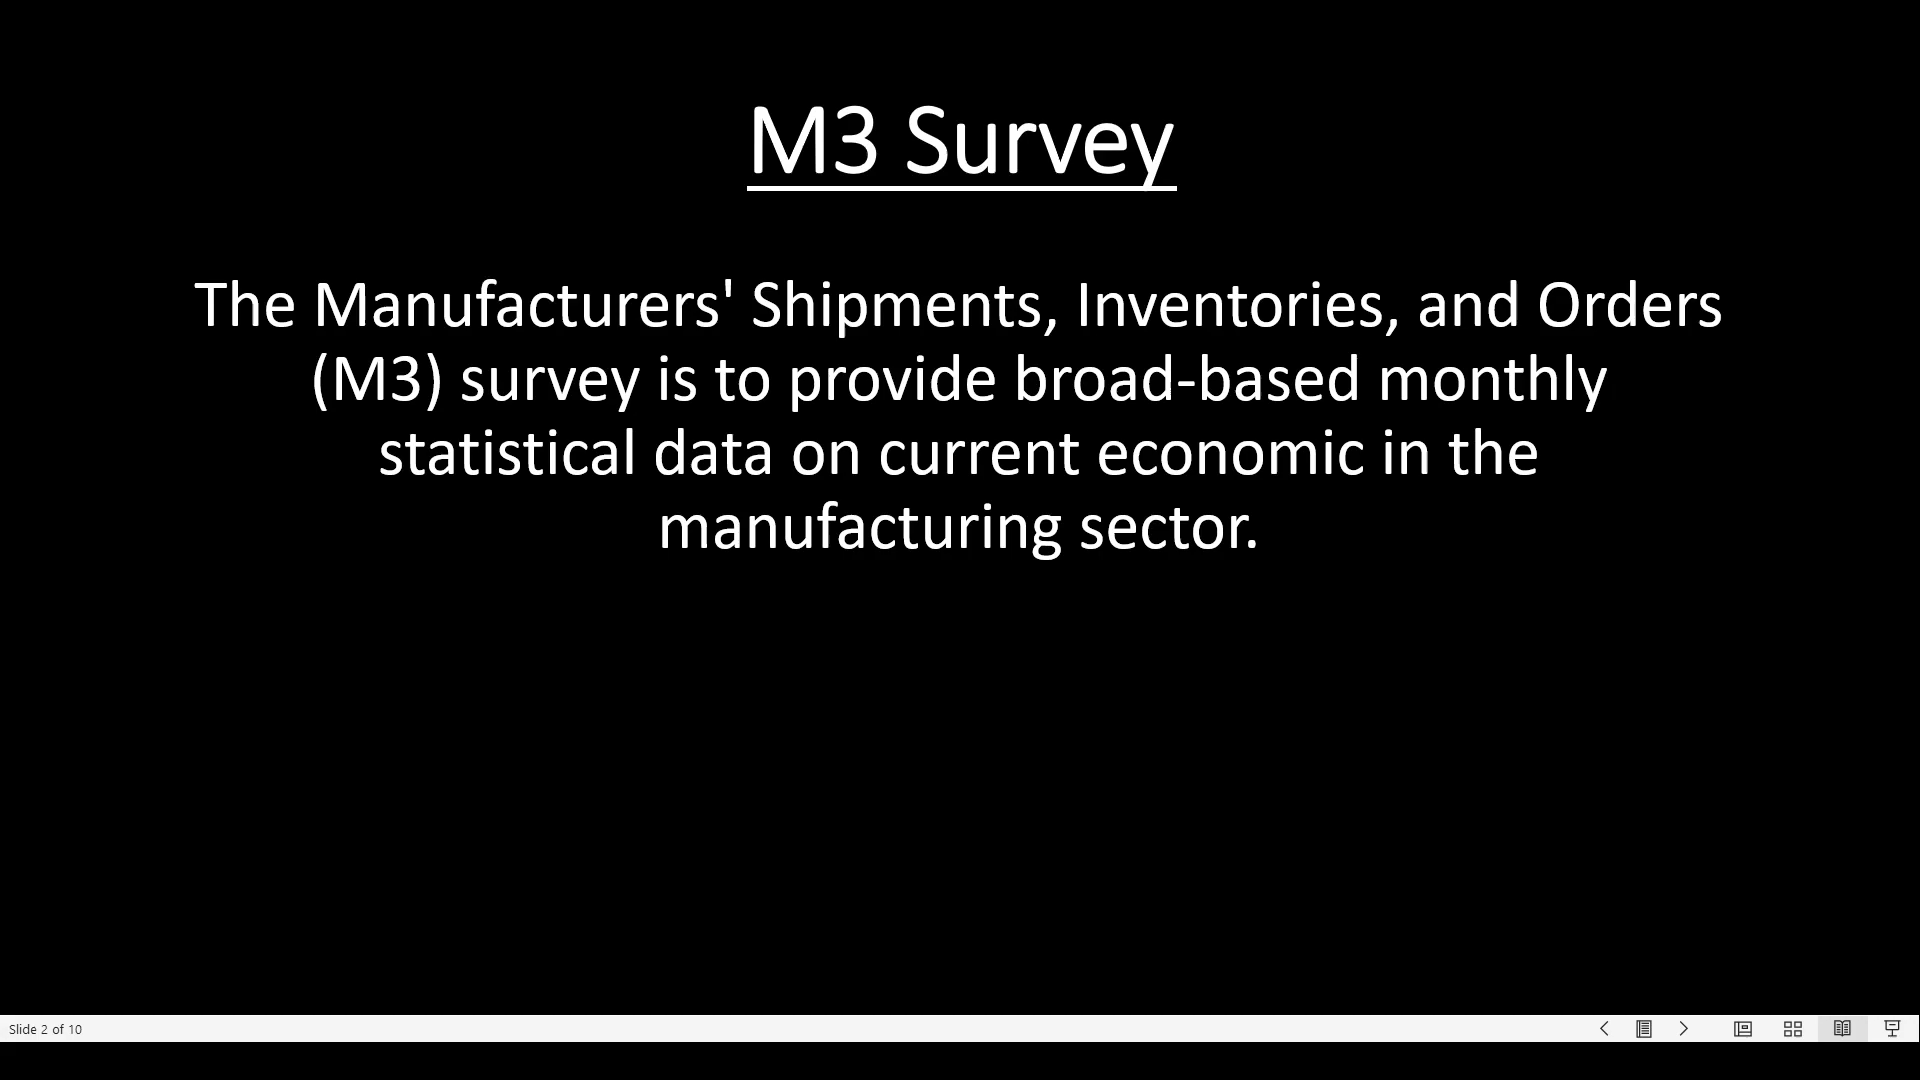 M3 Survey
The Manufacturers' Shipments, Inventories, and Orders
(M3) survey is to provide broad-based monthly
statistical data on current economic in the
manufacturing sector.
Slide 2 of 10